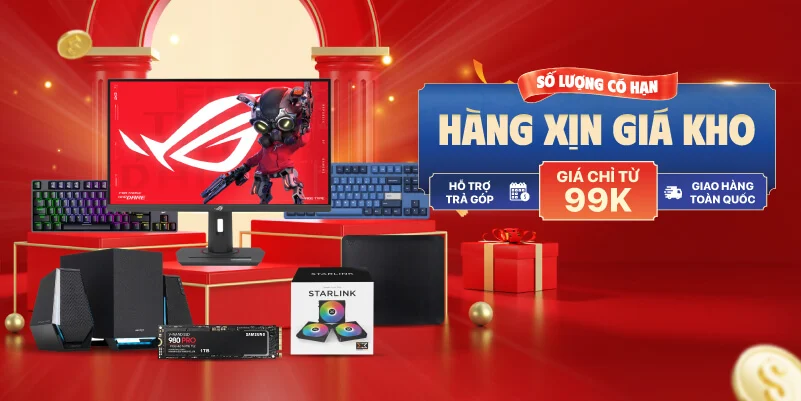 SỐ LƯỢNG CÓ HẠN
HÀNG XỊN GIÁ KHO
HỖ TRỢ
TRẢ GÓP
GIÁ CHỈ TỪ
99K
GIAO HÀNG
TOÀN QUỐC
STARLINK
SAMSUNG
980 PRO
1TB